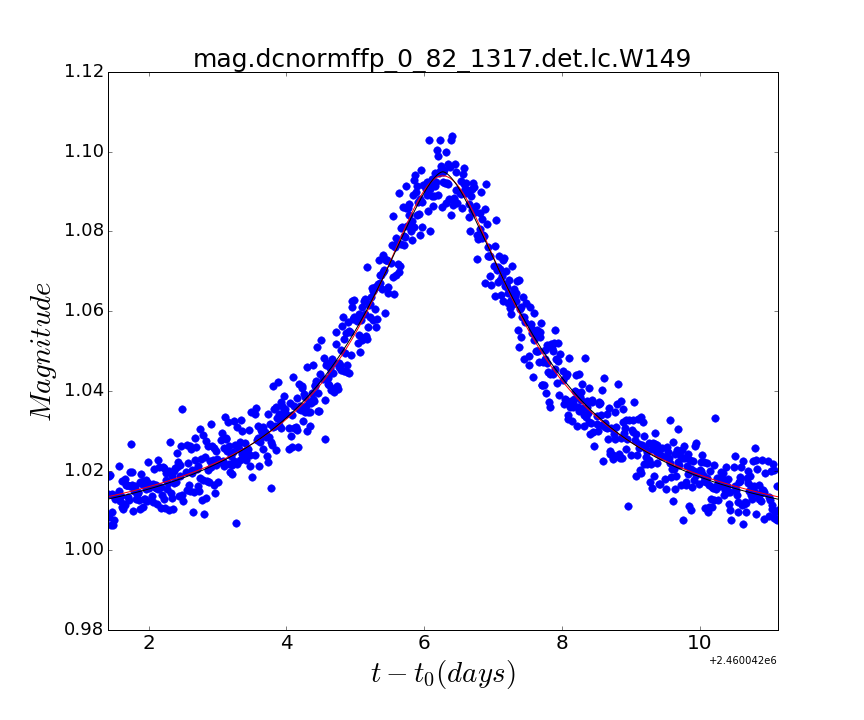 mag.dcnormffp_0_82_1317.det.lc.W149
1.12
1.10
1.08
1.06
1.04
1.02
1.00
0.98
Magnitude
2 4 6 8 10
+2.460042e6
t − t₀(days)